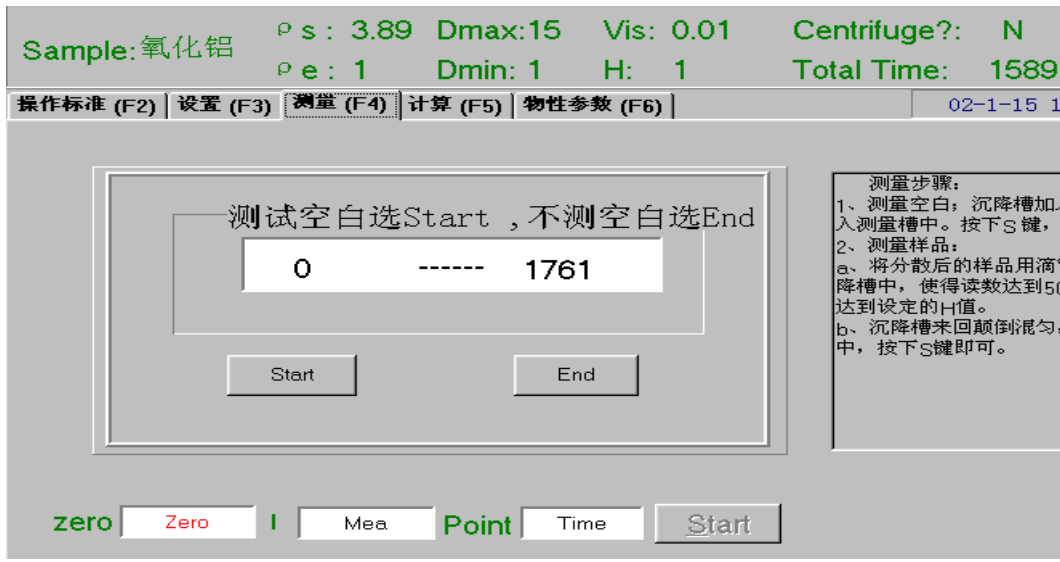 Sample:氧化铝
ρs: 3.89 Dmax:15 Vis: 0.01 Centrifuge?: N
ρe: 1 Dmin: 1 H: 1 Total Time: 1589
操作标准 (F2) 设置 (F3) 测量 (F4) 计算 (F5) 物性参数 (F6)
02-1-15 1
测试空白选Start ,不测空白选End
0 ------ 1761
Start End
测量步骤:
1、测量空白; 沉降槽加
入测量槽中。按下S键,
2、测量样品:
a、将分散后的样品用滴
降槽中, 使得读数达到50
达到设定的H值。
b、沉降槽来回颠倒混匀,
中, 按下S键即可。
zero Zero I Mea Point Time Start